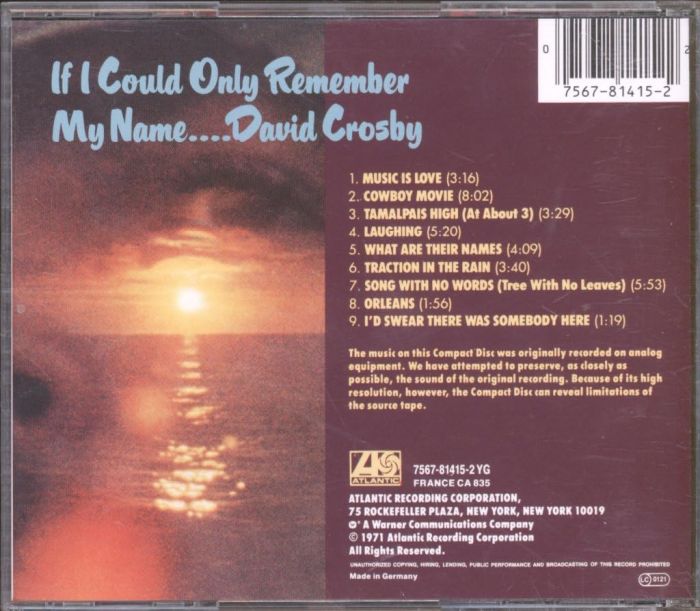 If I Could Only Remember
My Name....David Crosby
0 2
7567-81415-2
1. MUSIC IS LOVE (3:16)
2. COWBOY MOVIE (8:02)
3. TAMALPAIS HIGH (At About 3) (3:29)
4. LAUGHING (5:20)
5. WHAT ARE THEIR NAMES (4:09)
6. TRACTION IN THE RAIN (3:40)
7. SONG WITH NO WORDS (Tree With No Leaves) (5:53)
8. ORLEANS (1:56)
9. I'D SWEAR THERE WAS SOMEBODY HERE (1:19)
The music on this Compact Disc was originally recorded on analog
equipment. We have attempted to preserve, as closely as
possible, the sound of the original recording. Because of its high
resolution, however, the Compact Disc can reveal limitations of
the source tape.
ATLANTIC
7567-81415-2 YG
FRANCE CA 835
ATLANTIC RECORDING CORPORATION,
75 ROCKEFELLER PLAZA, NEW YORK, NEW YORK 10019
A Warner Communications Company
© 1971 Atlantic Recording Corporation
All Rights Reserved.
UNAUTHORIZED COPYING, HIRING, LENDING, PUBLIC PERFORMANCE AND BROADCASTING OF THIS RECORD PROHIBITED
Made in Germany
LC 0121